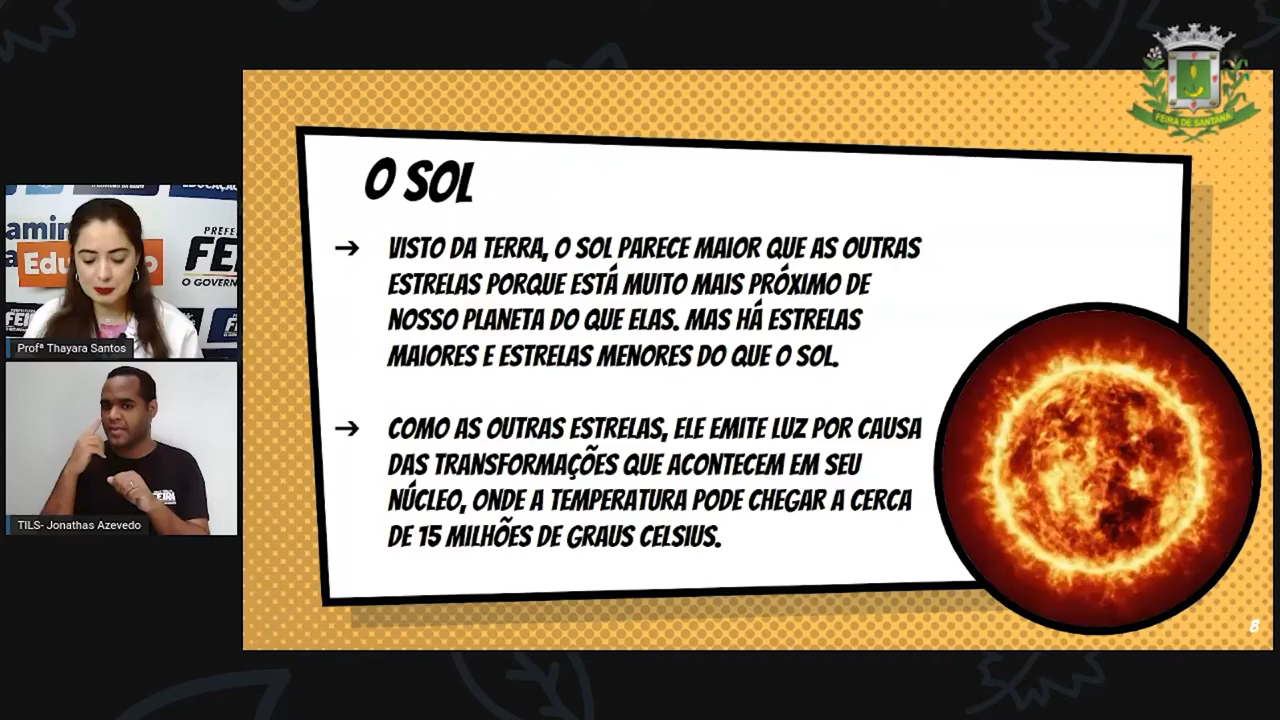 FEIRA DE SANTANA
O SOL
→ VISTO DA TERRA, O SOL PARECE MAIOR QUE AS OUTRAS
ESTRELAS PORQUE ESTÁ MUITO MAIS PRÓXIMO DE
NOSSO PLANETA DO QUE ELAS. MAS HÁ ESTRELAS
MAIORES E ESTRELAS MENORES DO QUE O SOL.
→ COMO AS OUTRAS ESTRELAS, ELE EMITE LUZ POR CAUSA
DAS TRANSFORMAÇÕES QUE ACONTECEM EM SEU
NÚCLEO, ONDE A TEMPERATURA PODE CHEGAR A CERCA
DE 15 MILHÕES DE GRAUS CELSIUS.
8
PREFE
FEI
O GOVERN
Profª Thayara Santos
TILS- Jonathas Azevedo